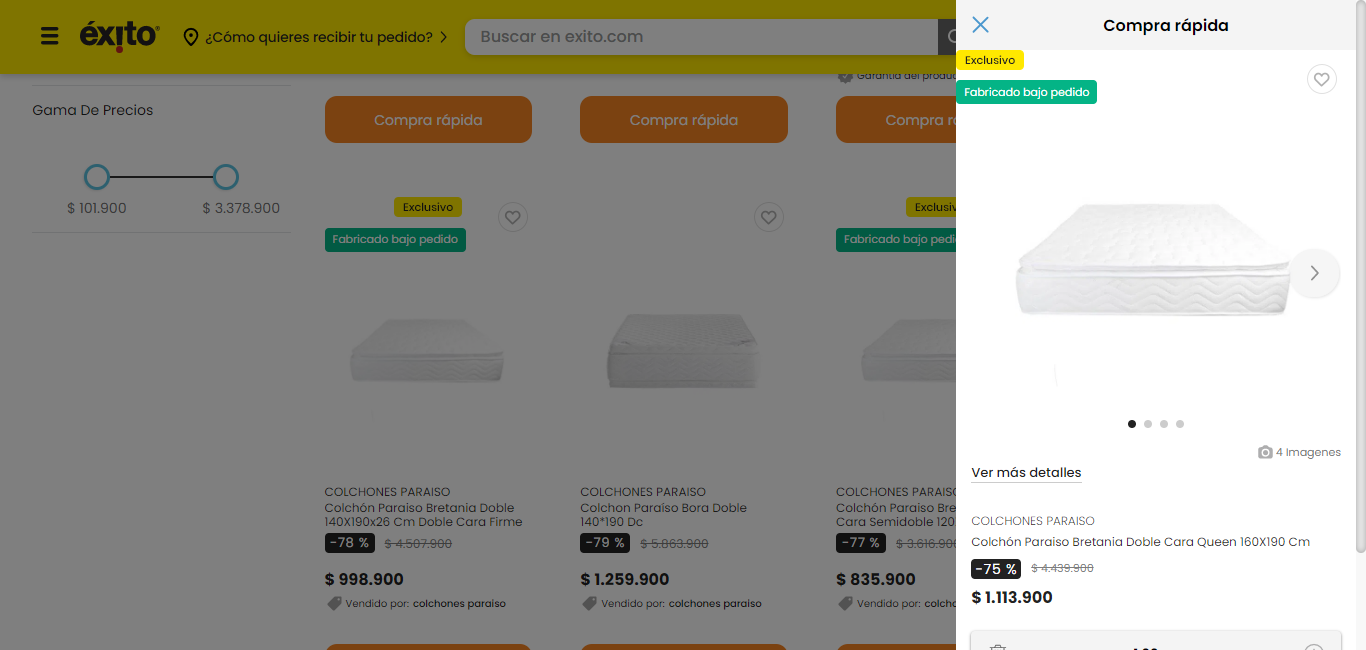 éxito
¿Cómo quieres recibir tu pedido?
Buscar en exito.com
Gama De Precios
$ 101.900
$ 3.378.900
Garantía del produc
Compra rápida
Compra rápida
Compra r
Exclusivo
Fabricado bajo pedido
Exclusiv
Fabricado bajo pedi
COLCHONES PARAISO
Colchón Paraiso Bretania Doble
140X190x26 Cm Doble Cara Firme
-78 %
$ 4.507.900
$ 998.900
Vendido por: colchones paraiso
COLCHONES PARAISO
Colchon Paraíso Bora Doble
140*190 Dc
-79 %
$ 5.863.900
$ 1.259.900
Vendido por: colchones paraiso
COLCHONES PARAISO
Colchón Paraiso Bre
Cara Semidoble 120
-77 %
$ 3.616.900
$ 835.900
Vendido por: colcho
Compra rápida
Exclusivo
Fabricado bajo pedido
4 Imagenes
Ver más detalles
COLCHONES PARAISO
Colchón Paraiso Bretania Doble Cara Queen 160X190 Cm
-75 %
$ 4.439.900
$ 1.113.900